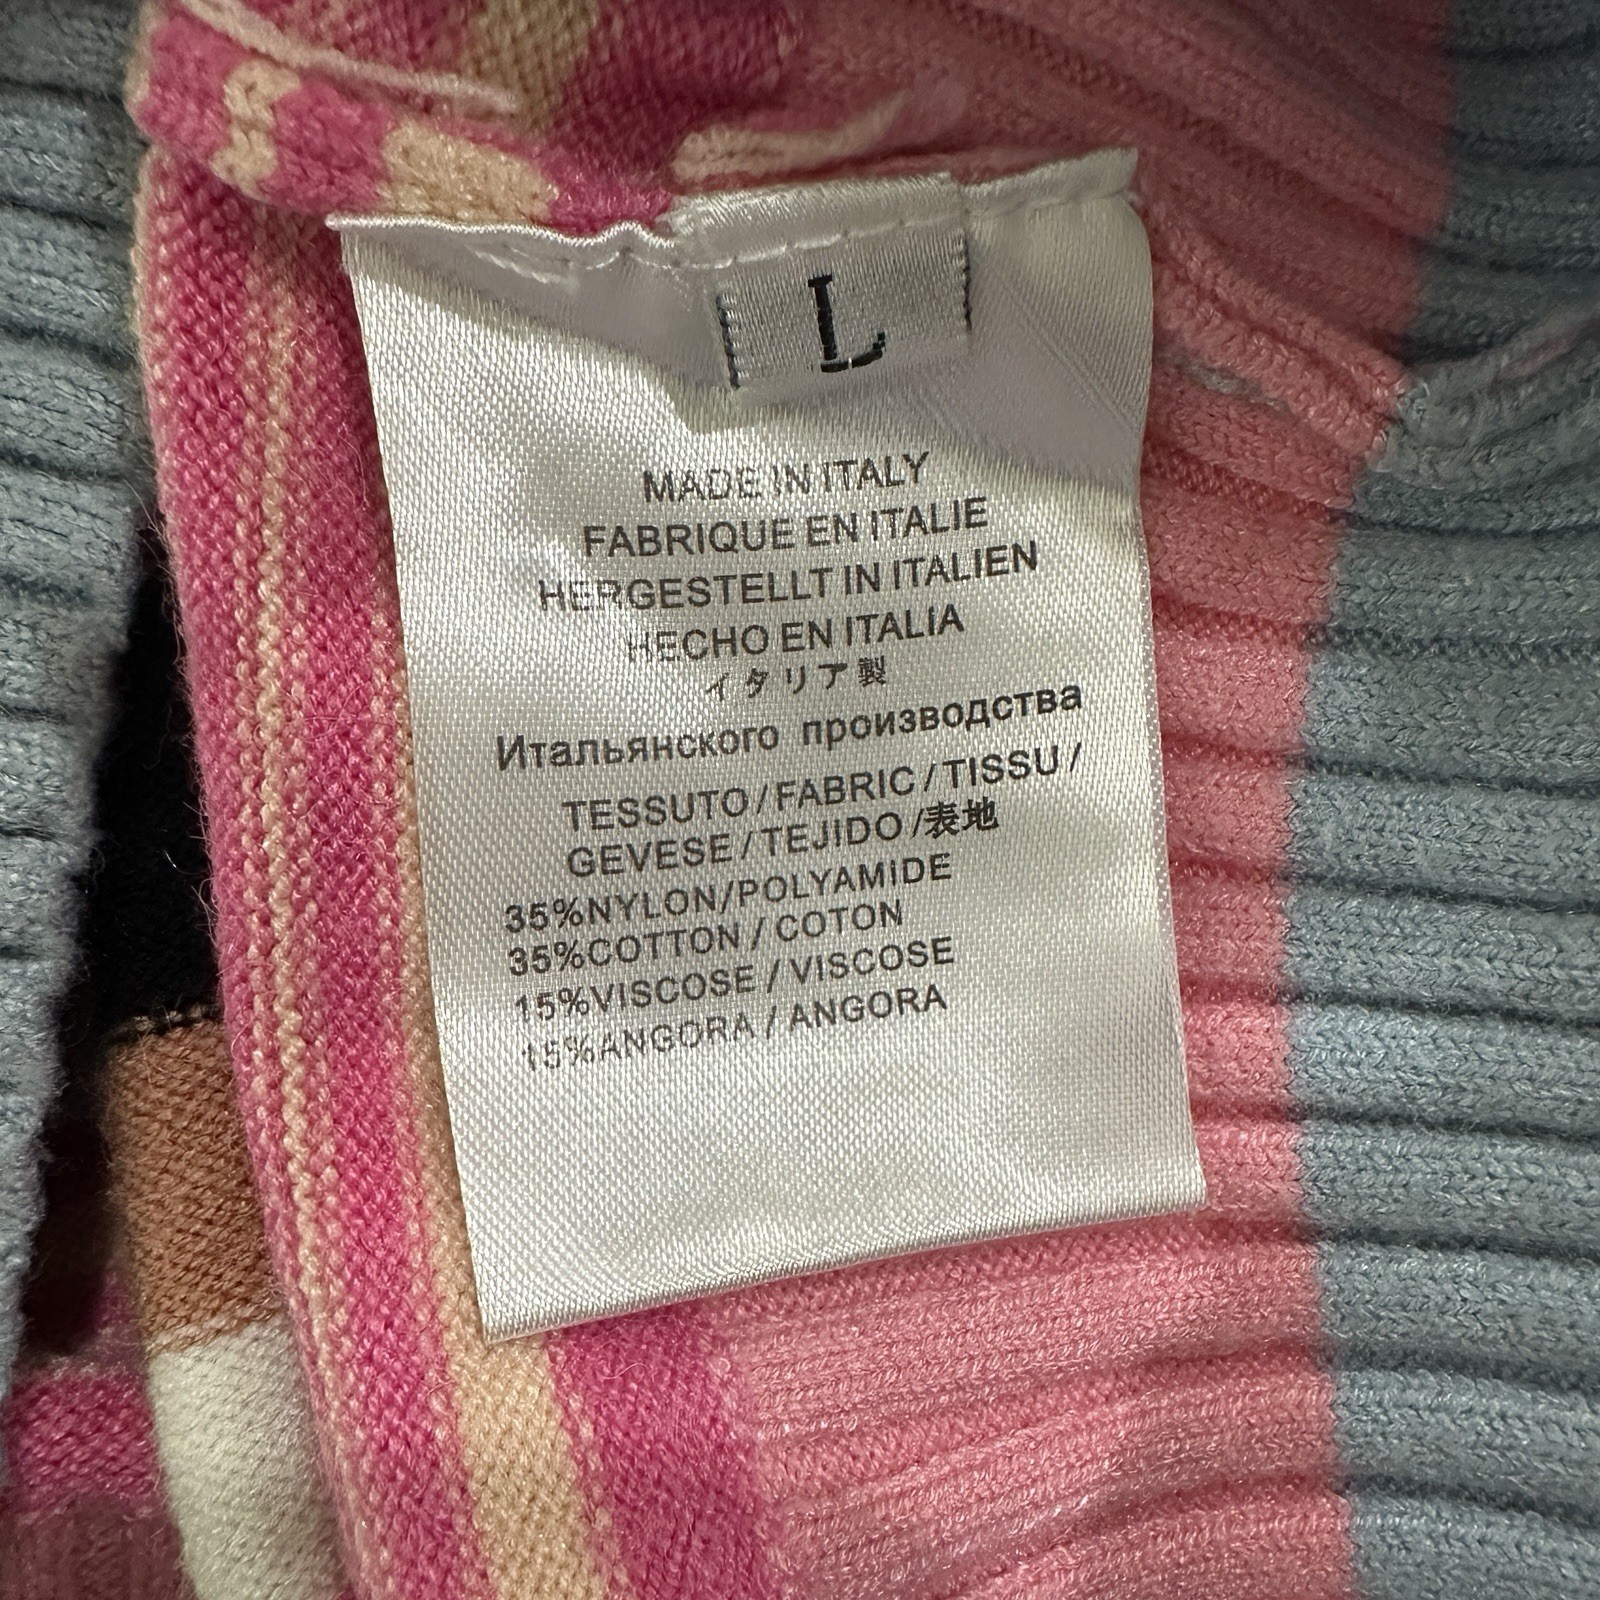 L
MADE IN ITALY
FABRIQUE EN ITALIE
HERGESTELLT IN ITALIEN
HECHO EN ITALIA
イタリア製
Итальянского производства
TESSUTO / FABRIC / TISSU /
GEVESE / TEJIDO / 表地
35%NYLON/POLYAMIDE
35%COTTON / COTON
15%VISCOSE / VISCOSE
15%ANGORA / ANGORA